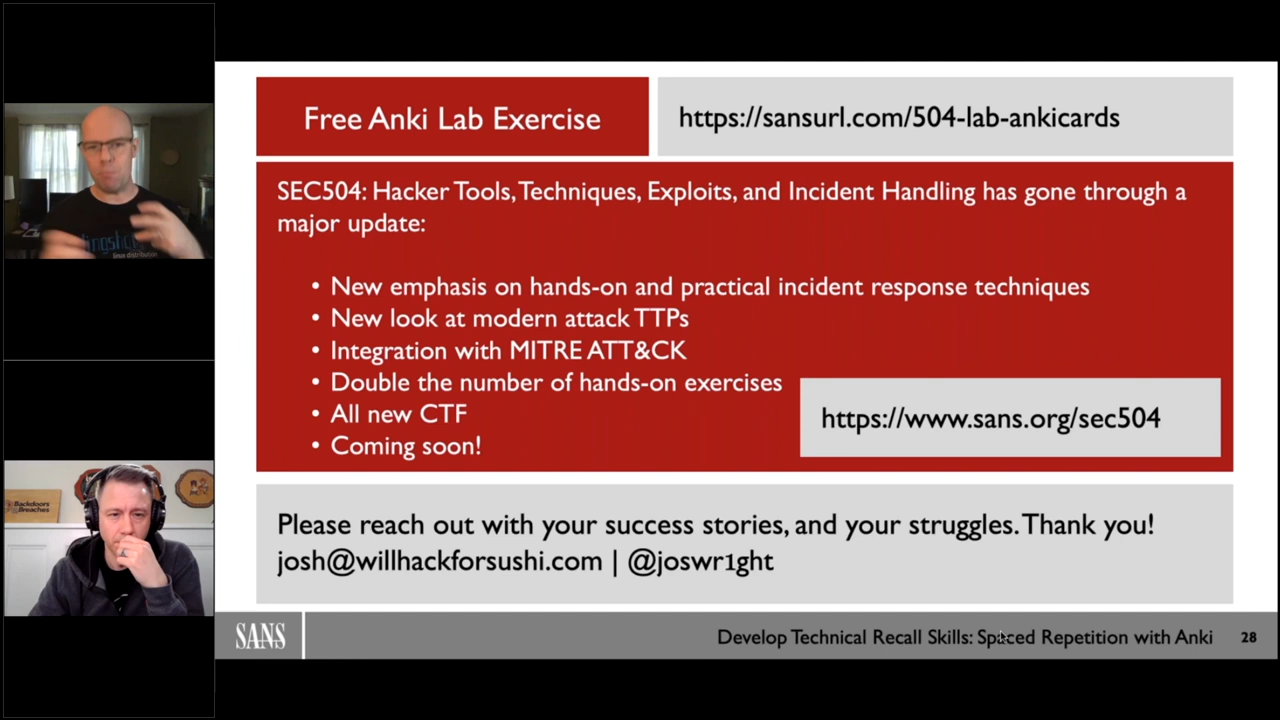 Free Anki Lab Exercise
https://sansurl.com/504-lab-ankicards
SEC504: Hacker Tools, Techniques, Exploits, and Incident Handling has gone through a
major update:
• New emphasis on hands-on and practical incident response techniques
• New look at modern attack TTPs
• Integration with MITRE ATT&CK
• Double the number of hands-on exercises
• All new CTF
• Coming soon!
https://www.sans.org/sec504
Please reach out with your success stories, and your struggles. Thank you!
josh@willhackforsushi.com | @joswr1ght
SANS
Develop Technical Recall Skills: Spaced Repetition with Anki 28
linux distribution
Backdoors
Breaches